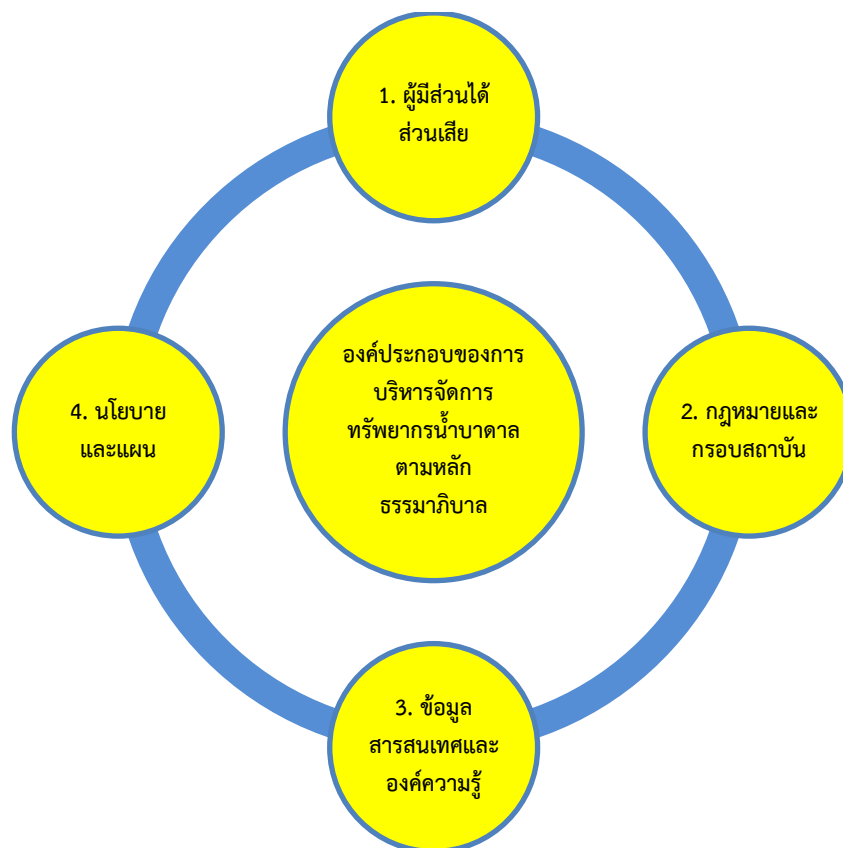 1. ผู้มีส่วนได้
ส่วนเสีย
องค์ประกอบของการ
บริหารจัดการ
ทรัพยากรน้ำบาดาล
ตามหลัก
ธรรมาภิบาล
2. กฎหมายและ
กรอบสถาบัน
3. ข้อมูล
สารสนเทศและ
องค์ความรู้
4. นโยบาย
และแผน